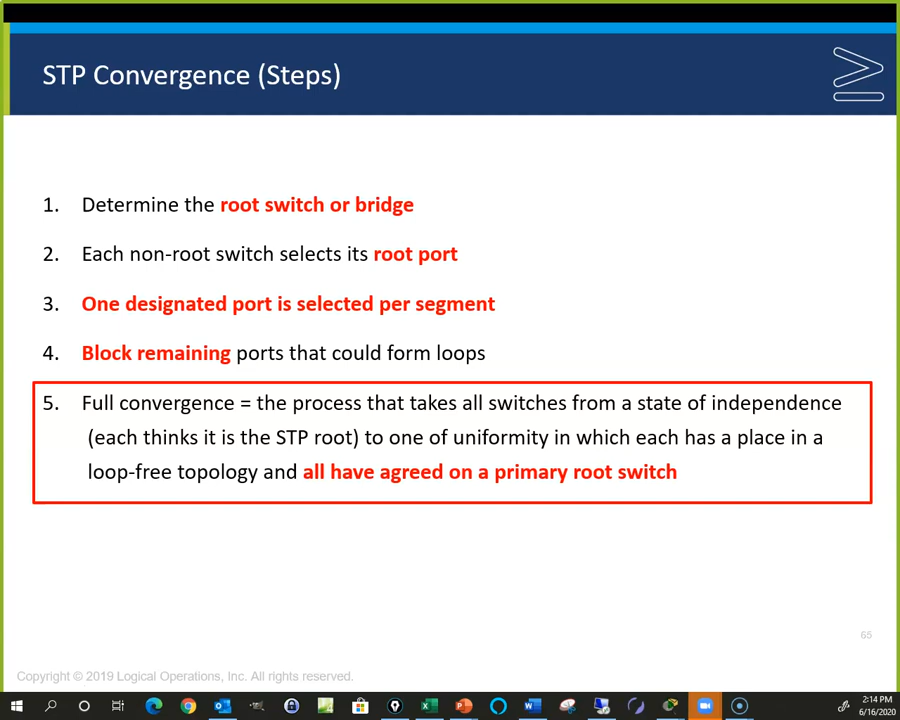 STP Convergence (Steps)
1. Determine the root switch or bridge
2. Each non-root switch selects its root port
3. One designated port is selected per segment
4. Block remaining ports that could form loops
5. Full convergence = the process that takes all switches from a state of independence
(each thinks it is the STP root) to one of uniformity in which each has a place in a
loop-free topology and all have agreed on a primary root switch
65
Copyright © 2019 Logical Operations, Inc. All rights reserved.
2:14 PM
6/16/2020